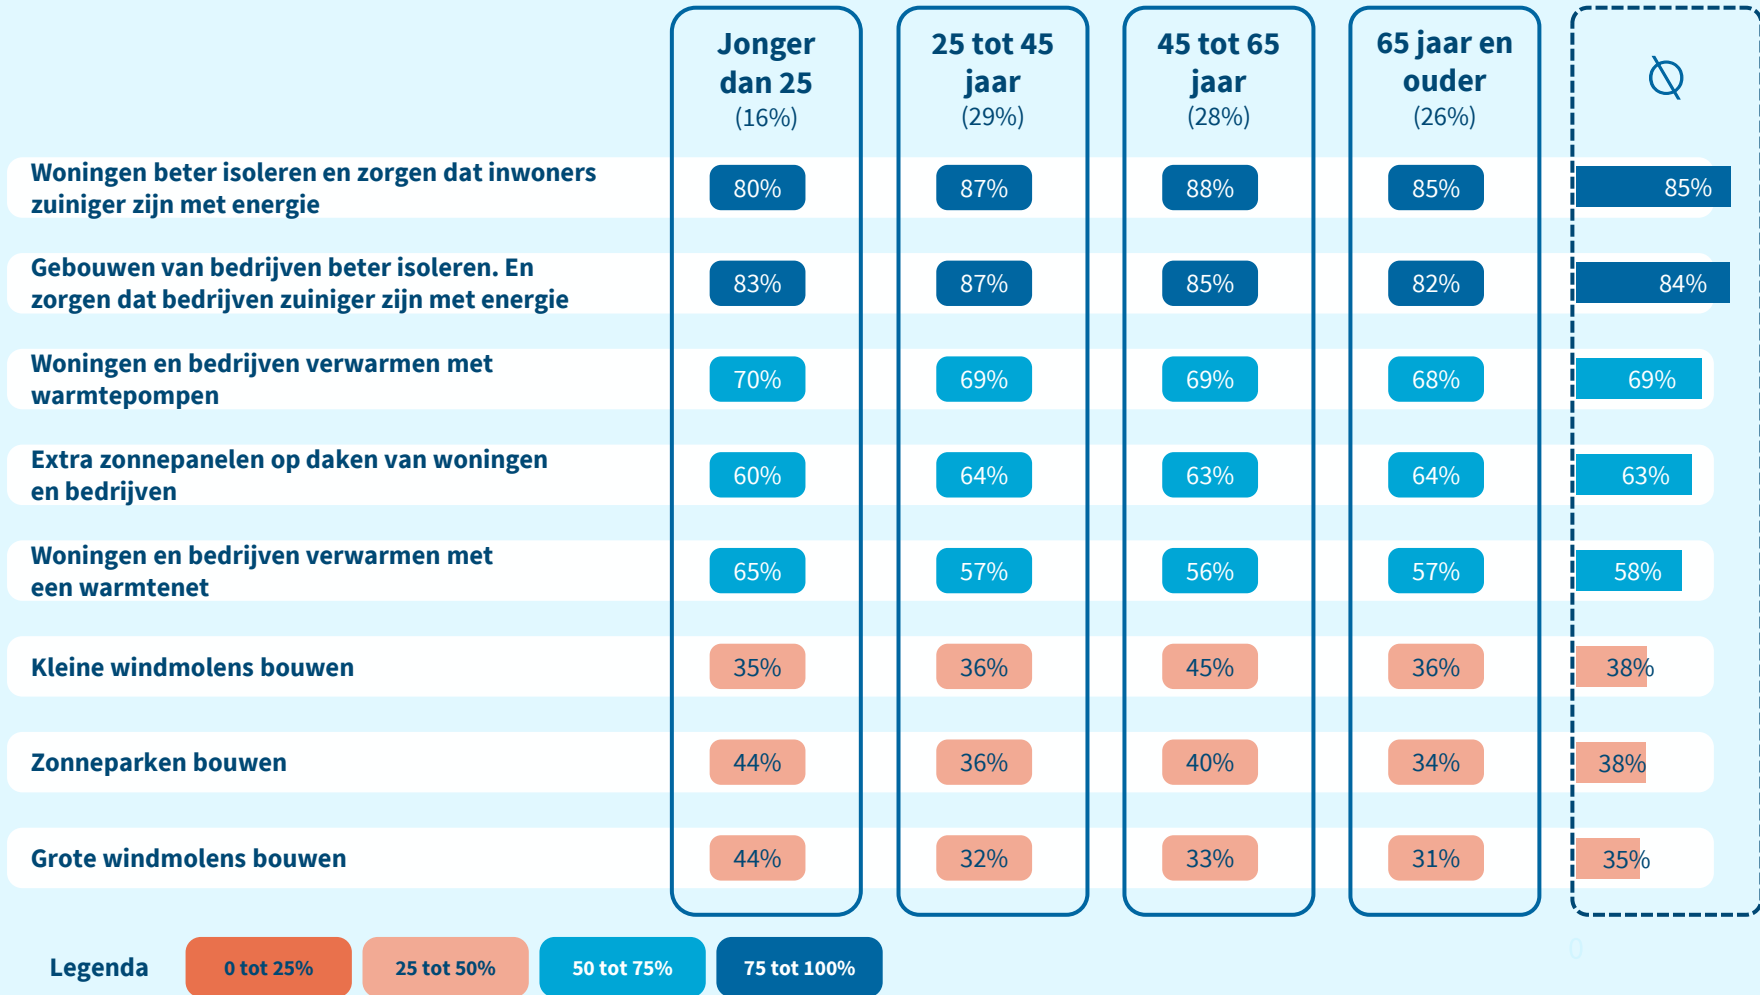 Jonger
dan 25
(16%)
25 tot 45
jaar
(29%)
45 tot 65
jaar
(28%)
65 jaar en
ouder
(26%)
Ø
Woningen beter isoleren en zorgen dat inwoners
zuiniger zijn met energie
80% 87% 88% 85% 85%
Gebouwen van bedrijven beter isoleren. En
zorgen dat bedrijven zuiniger zijn met energie
83% 87% 85% 82% 84%
Woningen en bedrijven verwarmen met
warmtepompen
70% 69% 69% 68% 69%
Extra zonnepanelen op daken van woningen
en bedrijven
60% 64% 63% 64% 63%
Woningen en bedrijven verwarmen met
een warmtenet
65% 57% 56% 57% 58%
Kleine windmolens bouwen 35% 36% 45% 36% 38%
Zonneparken bouwen 44% 36% 40% 34% 38%
Grote windmolens bouwen 44% 32% 33% 31% 35%
0
Legenda 0 tot 25% 25 tot 50% 50 tot 75% 75 tot 100%